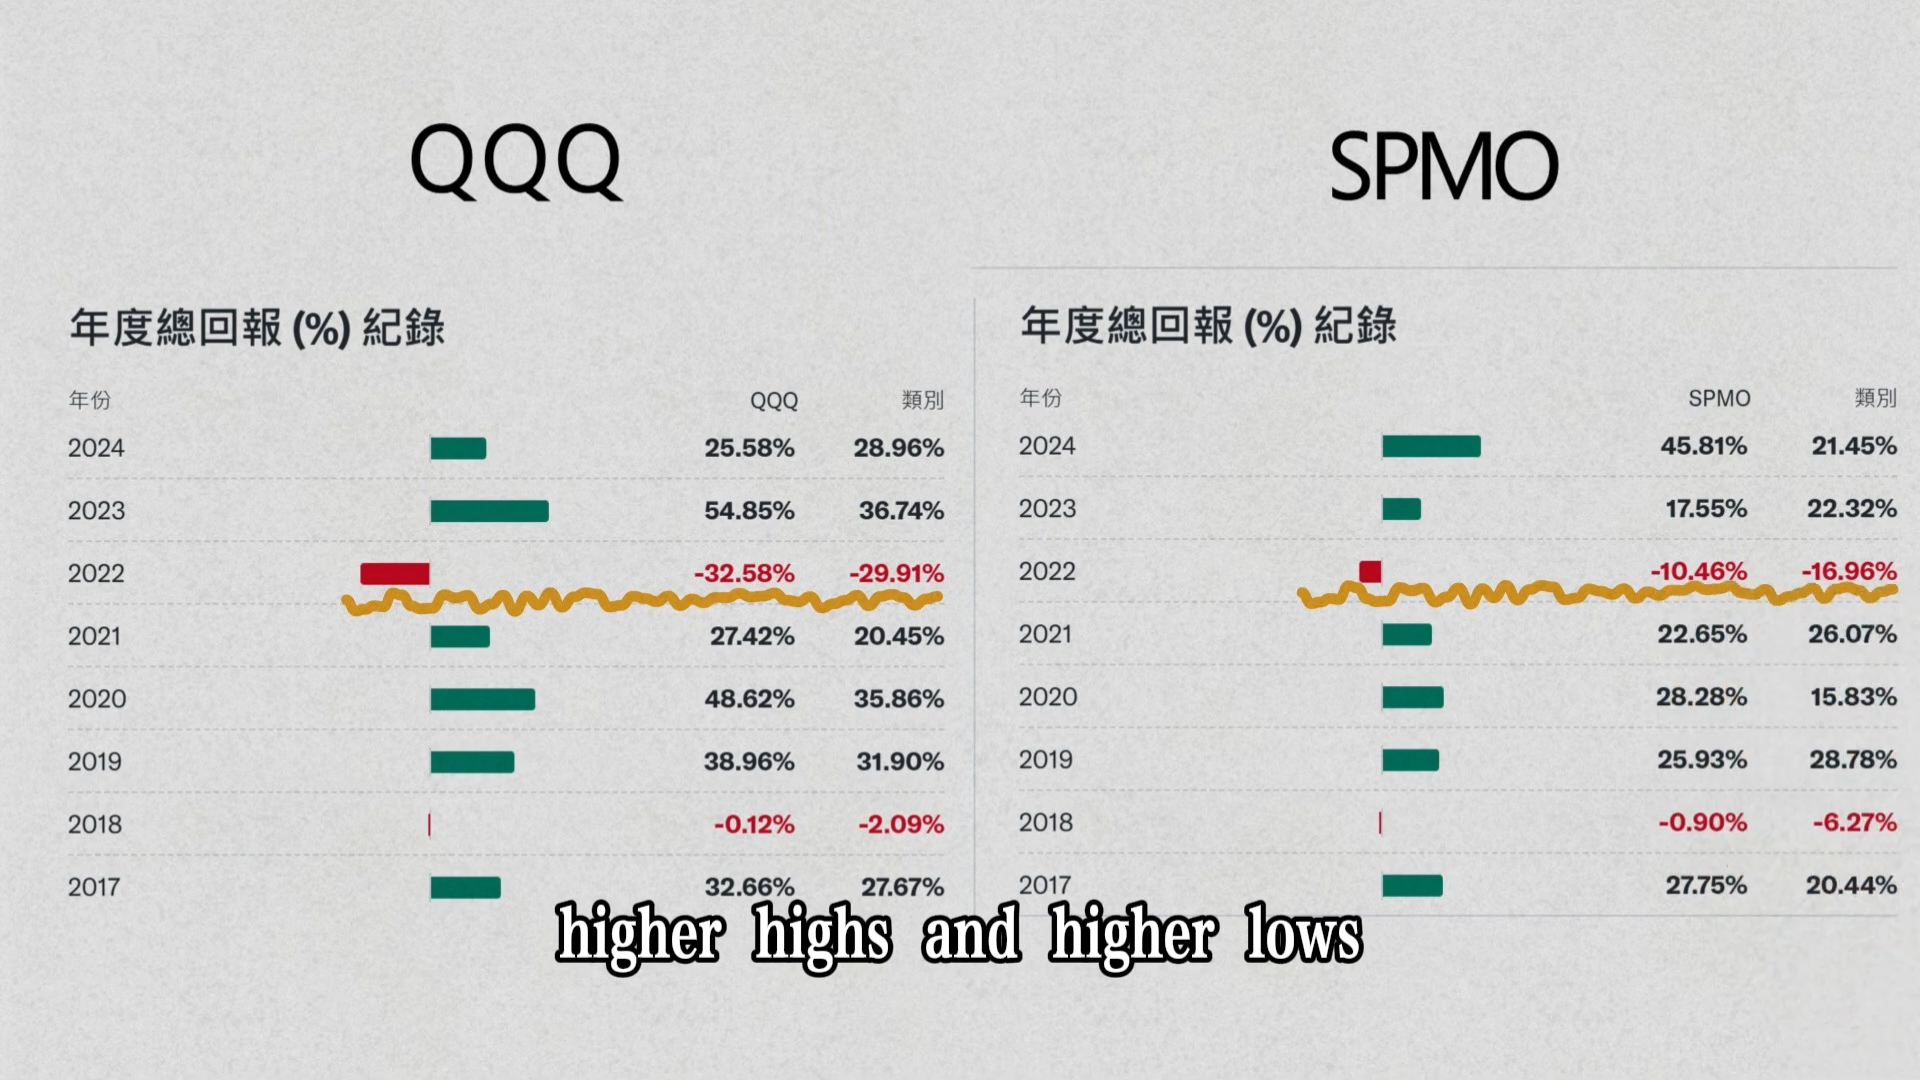 QQQ
年度總回報 (%) 紀錄
年份 QQQ 類別
2024 25.58% 28.96%
2023 54.85% 36.74%
2022 -32.58% -29.91%
2021 27.42% 20.45%
2020 48.62% 35.86%
2019 38.96% 31.90%
2018 -0.12% -2.09%
2017 32.66% 27.67%
SPMO
年度總回報 (%) 紀錄
年份 SPMO 類別
2024 45.81% 21.45%
2023 17.55% 22.32%
2022 -10.46% -16.96%
2021 22.65% 26.07%
2020 28.28% 15.83%
2019 25.93% 28.78%
2018 -0.90% -6.27%
2017 27.75% 20.44%
higher highs and higher lows